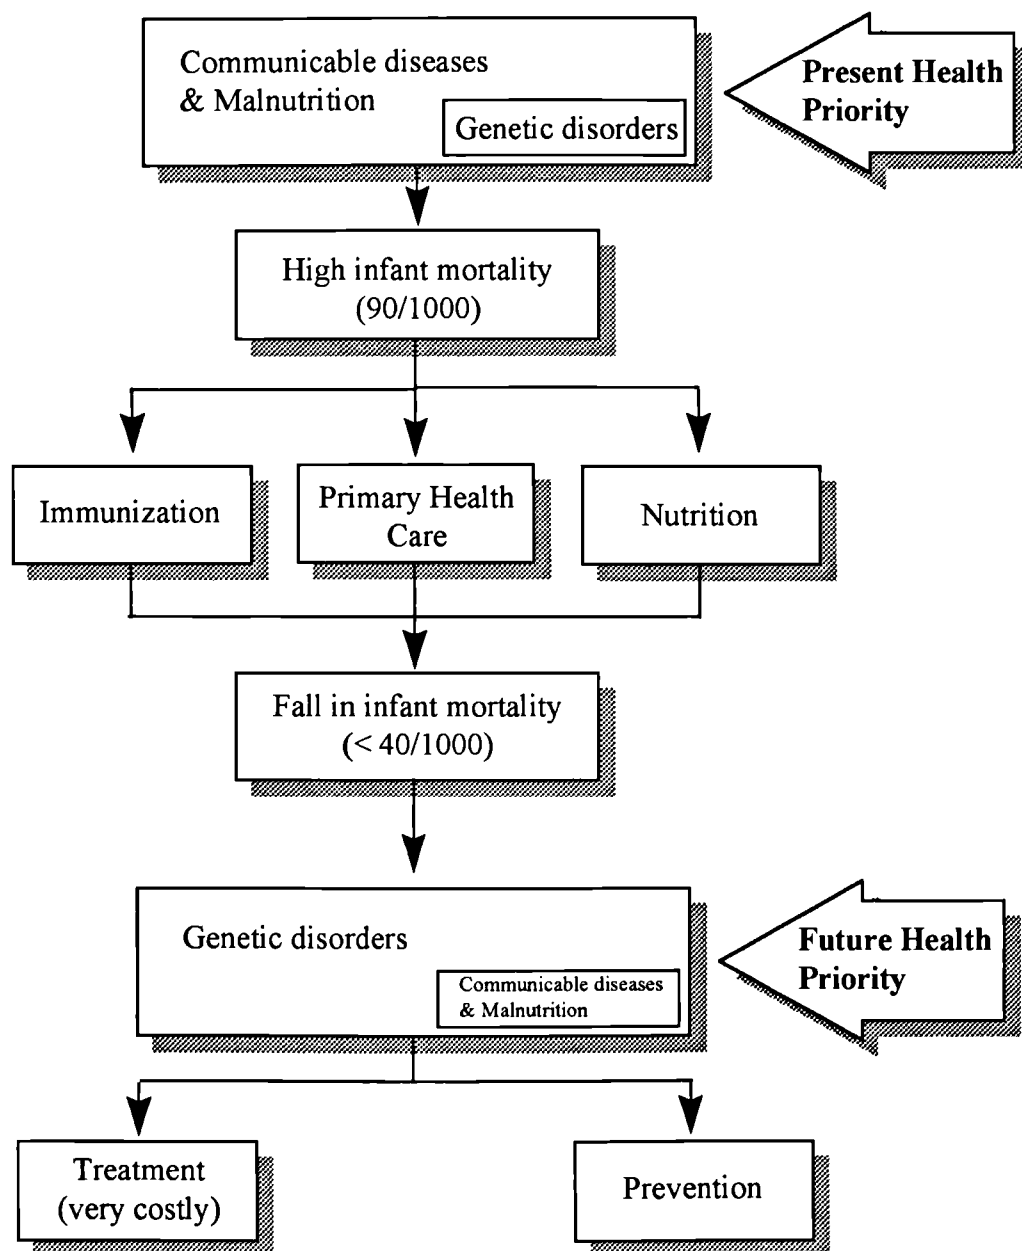 Communicable diseases
& Malnutrition
Genetic disorders
Present Health
Priority
High infant mortality
(90/1000)
Immunization
Primary Health
Care
Nutrition
Fall in infant mortality
(< 40/1000)
Genetic disorders
Communicable diseases
& Malnutrition
Future Health
Priority
Treatment
(very costly)
Prevention